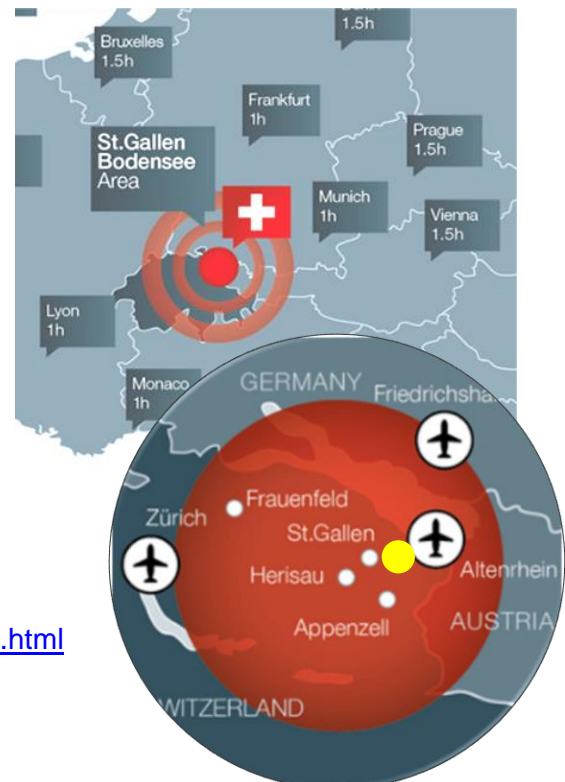 Bruxelles
1.5h
1.5h
Frankfurt
1h
St.Gallen
Bodensee
Area
Prague
1.5h
Munich
1h
Vienna
1.5h
Lyon
1h
Monaco
1h
GERMANY
Friedrichsha...
Frauenfeld
Zürich
St.Gallen
Herisau
Altenrhein
Appenzell
AUSTRIA
.html
WITZERLAND